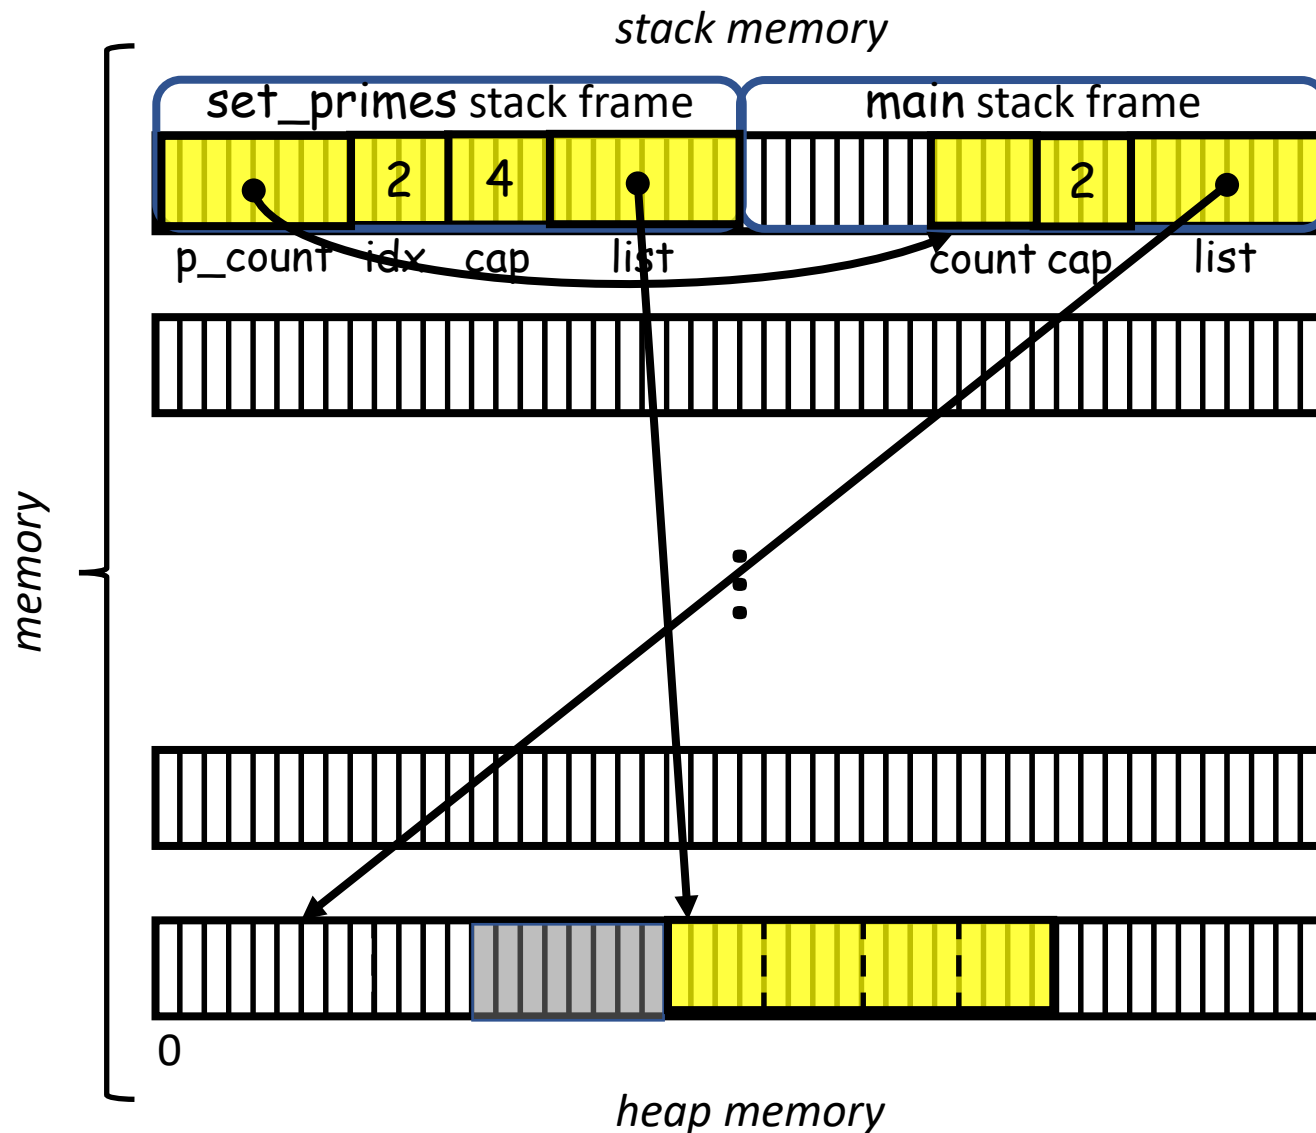 stack memory
set_primes stack frame
main stack frame
2
4
2
p_count
idx
cap
list
count
cap
list
memory
0
heap memory